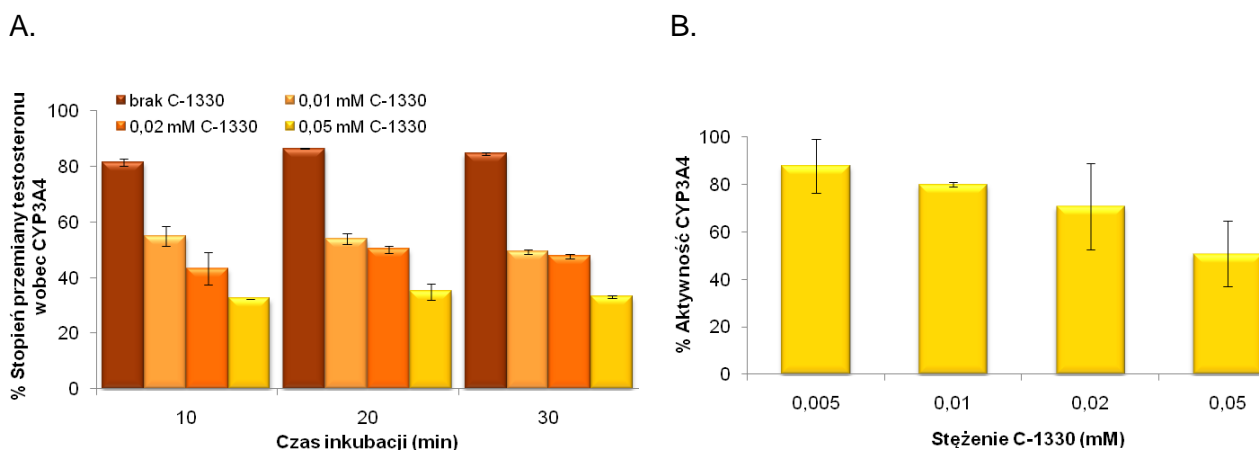 A.
B.
% Stopień przemiany testosteronu
wobec CYP3A4
100
80
60
40
20
0
brak C-1330
0,01 mM C-1330
0,02 mM C-1330
0,05 mM C-1330
10
20
30
Czas inkubacji (min)
% Aktywność CYP3A4
100
80
60
40
20
0
0,005
0,01
0,02
0,05
Stężenie C-1330 (mM)